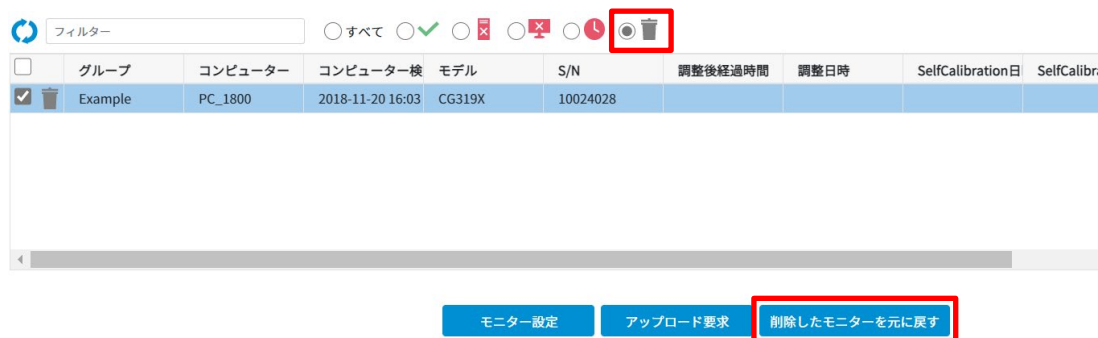 フィルター すべて
グループ コンピューター コンピューター検 モデル S/N 調整後経過時間 調整日時 SelfCalibration日 SelfCalibra
Example PC_1800 2018-11-20 16:03 CG319X 10024028
モニター設定 アップロード要求 削除したモニターを元に戻す